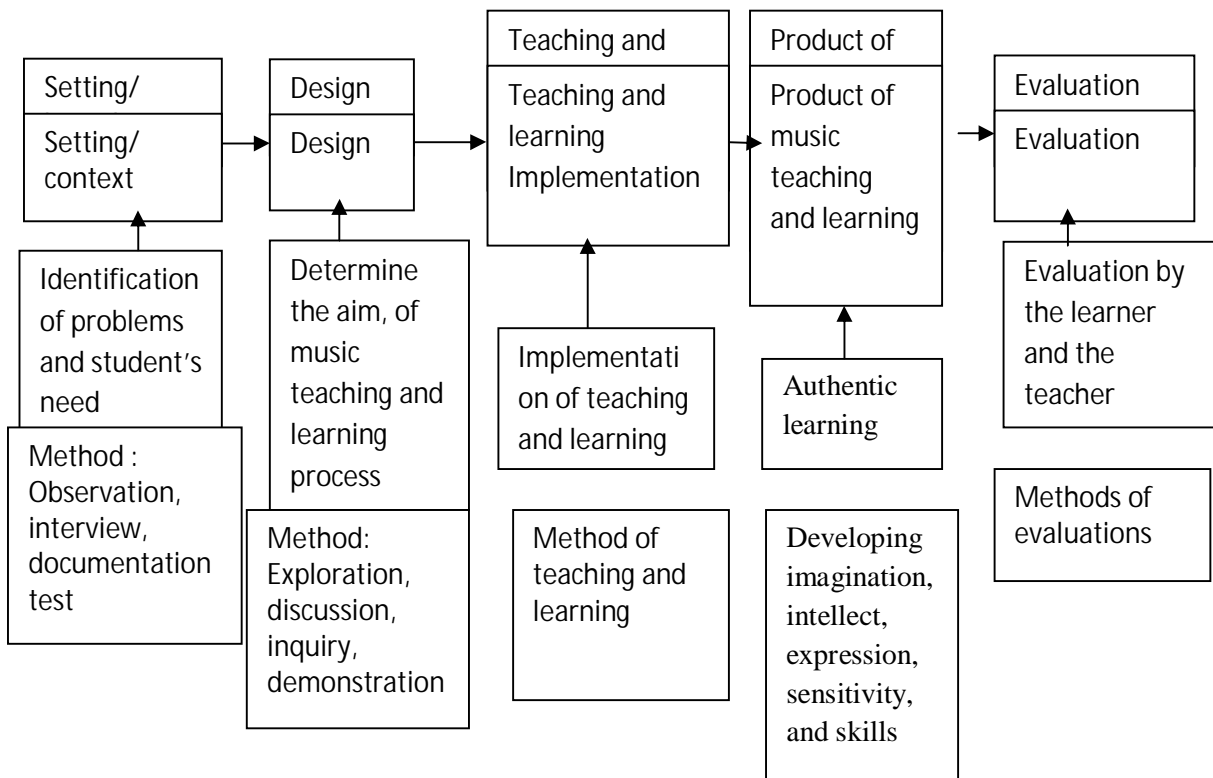 Setting/
Setting/
context
Identification
of problems
and student’s
need
Method :
Observation,
interview,
documentation
test
Design
Design
Determine
the aim, of
music
teaching and
learning
process
Method:
Exploration,
discussion,
inquiry,
demonstration
Teaching and
Teaching and
learning
Implementation
Implementati
on of teaching
and learning
Method of
teaching and
learning
Product of
Product of
music
teaching
and learning
Authentic
learning
Developing
imagination,
intellect,
expression,
sensitivity,
and skills
Evaluation
Evaluation
Evaluation by
the learner
and the
teacher
Methods of
evaluations